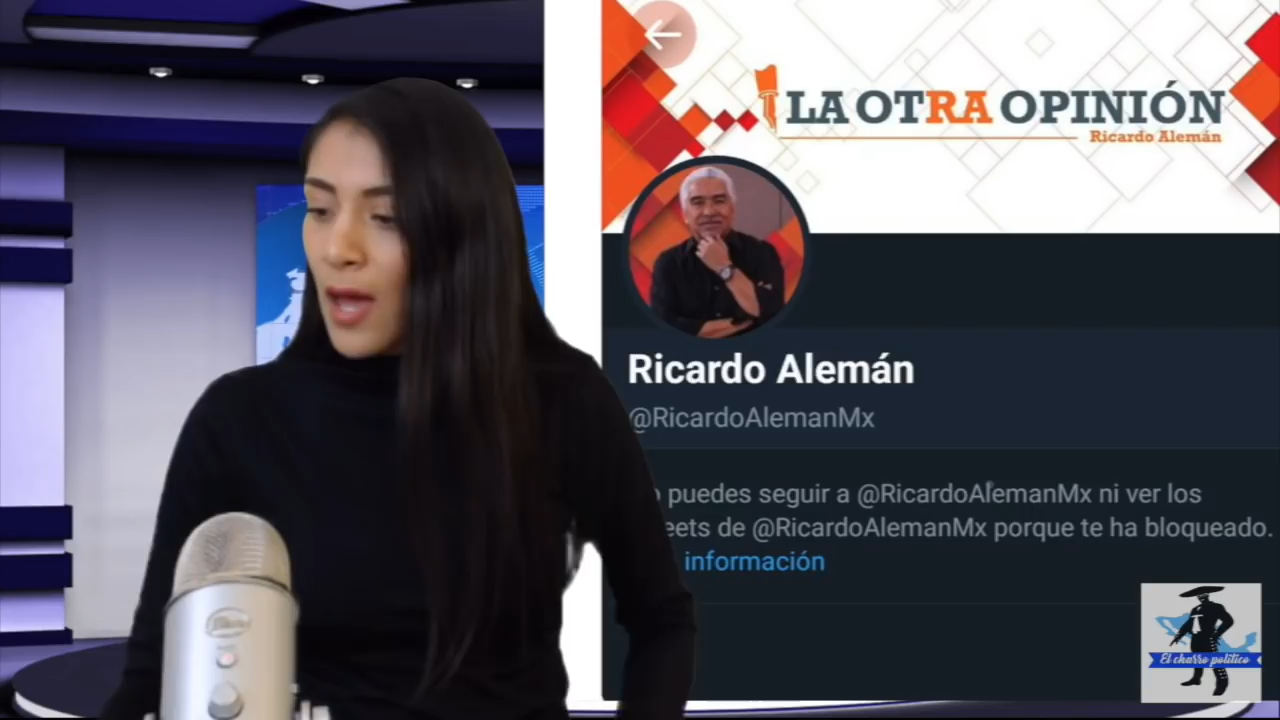 LA OTRA OPINIÓN
Ricardo Alemán
Ricardo Alemán
@RicardoAlemanMx
puedes seguir a @RicardoAlemanMx ni ver los
de @RicardoAlemanMx porque te ha bloqueado.
información
El charro político